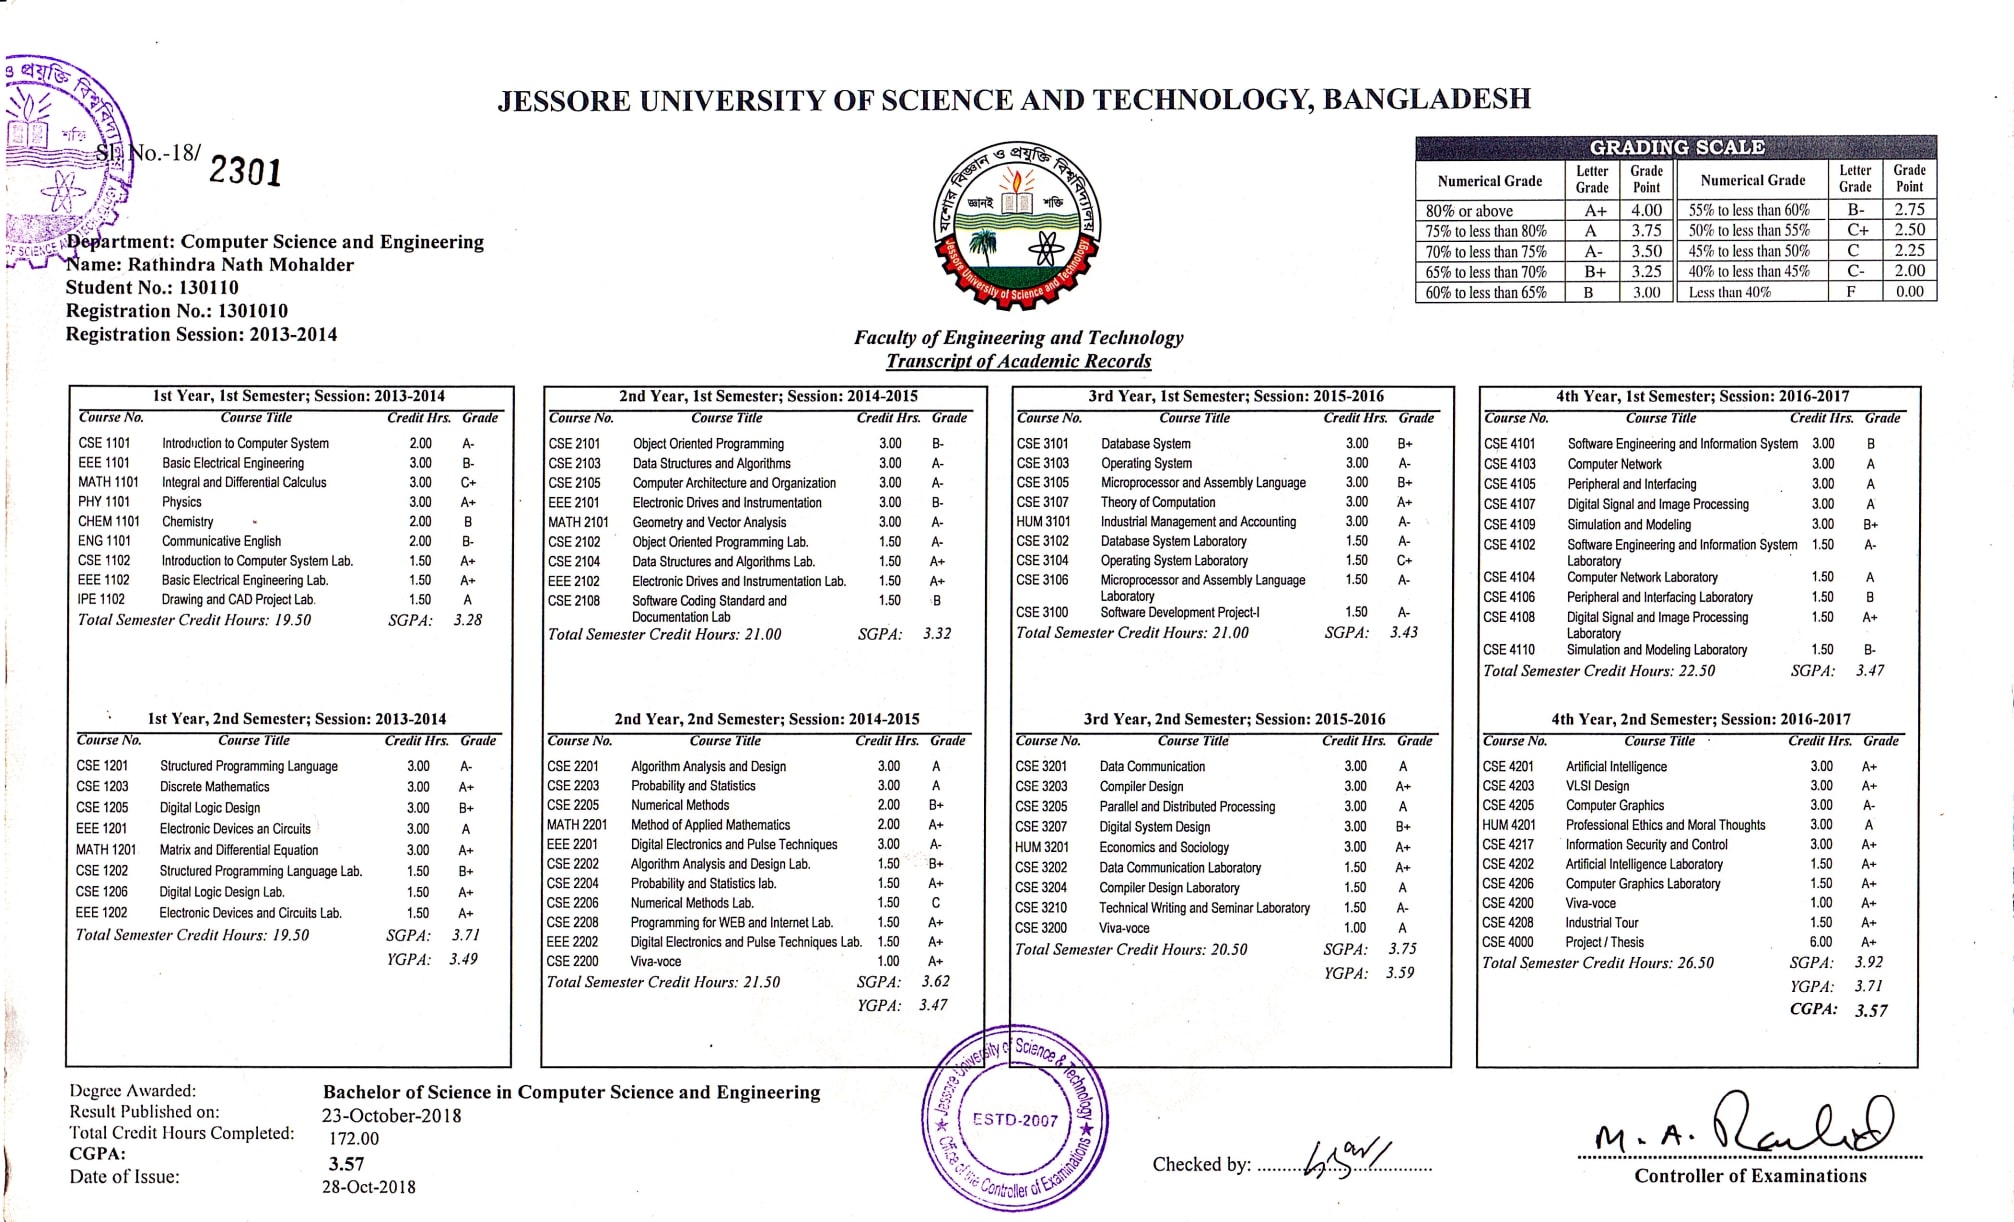 JESSORE UNIVERSITY OF SCIENCE AND TECHNOLOGY, BANGLADESH
ও প্রযুক্তি বিশ্ববিদ্যালয়
শক্তি
OF SCIENCE
Sl. No.-18/ 2301
যশোর বিজ্ঞান ও প্রযুক্তি বিশ্ববিদ্যালয়
জ্ঞানই শক্তি
Jessore University of Science and Technology
GRADING SCALE
Numerical Grade Letter Grade Grade Point Numerical Grade Letter Grade Grade Point
80% or above A+ 4.00 55% to less than 60% B- 2.75
75% to less than 80% A 3.75 50% to less than 55% C+ 2.50
70% to less than 75% A- 3.50 45% to less than 50% C 2.25
65% to less than 70% B+ 3.25 40% to less than 45% C- 2.00
60% to less than 65% B 3.00 Less than 40% F 0.00
Department: Computer Science and Engineering
Name: Rathindra Nath Mohalder
Student No.: 130110
Registration No.: 1301010
Registration Session: 2013-2014
Faculty of Engineering and Technology
Transcript of Academic Records
1st Year, 1st Semester; Session: 2013-2014
Course No. Course Title Credit Hrs. Grade
CSE 1101 Introduction to Computer System 2.00 A-
EEE 1101 Basic Electrical Engineering 3.00 B-
MATH 1101 Integral and Differential Calculus 3.00 C+
PHY 1101 Physics 3.00 A+
CHEM 1101 Chemistry 2.00 B
ENG 1101 Communicative English 2.00 B-
CSE 1102 Introduction to Computer System Lab. 1.50 A+
EEE 1102 Basic Electrical Engineering Lab. 1.50 A+
IPE 1102 Drawing and CAD Project Lab. 1.50 A
Total Semester Credit Hours: 19.50 SGPA: 3.28
1st Year, 2nd Semester; Session: 2013-2014
Course No. Course Title Credit Hrs. Grade
CSE 1201 Structured Programming Language 3.00 A-
CSE 1203 Discrete Mathematics 3.00 A+
CSE 1205 Digital Logic Design 3.00 B+
EEE 1201 Electronic Devices an Circuits 3.00 A
MATH 1201 Matrix and Differential Equation 3.00 A+
CSE 1202 Structured Programming Language Lab. 1.50 B+
CSE 1206 Digital Logic Design Lab. 1.50 A+
EEE 1202 Electronic Devices and Circuits Lab. 1.50 A+
Total Semester Credit Hours: 19.50 SGPA: 3.71
YGPA: 3.49
2nd Year, 1st Semester; Session: 2014-2015
Course No. Course Title Credit Hrs. Grade
CSE 2101 Object Oriented Programming 3.00 B-
CSE 2103 Data Structures and Algorithms 3.00 A-
CSE 2105 Computer Architecture and Organization 3.00 A-
EEE 2101 Electronic Drives and Instrumentation 3.00 B-
MATH 2101 Geometry and Vector Analysis 3.00 A-
CSE 2102 Object Oriented Programming Lab. 1.50 A-
CSE 2104 Data Structures and Algorithms Lab. 1.50 A+
EEE 2102 Electronic Drives and Instrumentation Lab. 1.50 A+
CSE 2108 Software Coding Standard and 1.50 B
Documentation Lab
Total Semester Credit Hours: 21.00 SGPA: 3.32
2nd Year, 2nd Semester; Session: 2014-2015
Course No. Course Title Credit Hrs. Grade
CSE 2201 Algorithm Analysis and Design 3.00 A
CSE 2203 Probability and Statistics 3.00 A
CSE 2205 Numerical Methods 2.00 B+
MATH 2201 Method of Applied Mathematics 2.00 A+
EEE 2201 Digital Electronics and Pulse Techniques 3.00 A-
CSE 2202 Algorithm Analysis and Design Lab. 1.50 B+
CSE 2204 Probability and Statistics lab. 1.50 A+
CSE 2206 Numerical Methods Lab. 1.50 C
CSE 2208 Programming for WEB and Internet Lab. 1.50 A+
EEE 2202 Digital Electronics and Pulse Techniques Lab. 1.50 A+
CSE 2200 Viva-voce 1.00 A+
Total Semester Credit Hours: 21.50 SGPA: 3.62
YGPA: 3.47
3rd Year, 1st Semester; Session: 2015-2016
Course No. Course Title Credit Hrs. Grade
CSE 3101 Database System 3.00 B+
CSE 3103 Operating System 3.00 A-
CSE 3105 Microprocessor and Assembly Language 3.00 B+
CSE 3107 Theory of Computation 3.00 A+
HUM 3101 Industrial Management and Accounting 3.00 A-
CSE 3102 Database System Laboratory 1.50 A-
CSE 3104 Operating System Laboratory 1.50 C+
CSE 3106 Microprocessor and Assembly Language 1.50 A-
Laboratory
CSE 3100 Software Development Project-I 1.50 A-
Total Semester Credit Hours: 21.00 SGPA: 3.43
3rd Year, 2nd Semester; Session: 2015-2016
Course No. Course Title Credit Hrs. Grade
CSE 3201 Data Communication 3.00 A
CSE 3203 Compiler Design 3.00 A+
CSE 3205 Parallel and Distributed Processing 3.00 A
CSE 3207 Digital System Design 3.00 B+
HUM 3201 Economics and Sociology 3.00 A+
CSE 3202 Data Communication Laboratory 1.50 A+
CSE 3204 Compiler Design Laboratory 1.50 A
CSE 3210 Technical Writing and Seminar Laboratory 1.50 A-
CSE 3200 Viva-voce 1.00 A
Total Semester Credit Hours: 20.50 SGPA: 3.75
YGPA: 3.59
4th Year, 1st Semester; Session: 2016-2017
Course No. Course Title Credit Hrs. Grade
CSE 4101 Software Engineering and Information System 3.00 B
CSE 4103 Computer Network 3.00 A
CSE 4105 Peripheral and Interfacing 3.00 A
CSE 4107 Digital Signal and Image Processing 3.00 A
CSE 4109 Simulation and Modeling 3.00 B+
CSE 4102 Software Engineering and Information System 1.50 A-
Laboratory
CSE 4104 Computer Network Laboratory 1.50 A
CSE 4106 Peripheral and Interfacing Laboratory 1.50 B
CSE 4108 Digital Signal and Image Processing 1.50 A+
Laboratory
CSE 4110 Simulation and Modeling Laboratory 1.50 B-
Total Semester Credit Hours: 22.50 SGPA: 3.47
4th Year, 2nd Semester; Session: 2016-2017
Course No. Course Title Credit Hrs. Grade
CSE 4201 Artificial Intelligence 3.00 A+
CSE 4203 VLSI Design 3.00 A+
CSE 4205 Computer Graphics 3.00 A-
HUM 4201 Professional Ethics and Moral Thoughts 3.00 A
CSE 4217 Information Security and Control 3.00 A+
CSE 4202 Artificial Intelligence Laboratory 1.50 A+
CSE 4206 Computer Graphics Laboratory 1.50 A+
CSE 4200 Viva-voce 1.00 A+
CSE 4208 Industrial Tour 1.50 A+
CSE 4000 Project / Thesis 6.00 A+
Total Semester Credit Hours: 26.50 SGPA: 3.92
YGPA: 3.71
CGPA: 3.57
Degree Awarded: Bachelor of Science in Computer Science and Engineering
Result Published on: 23-October-2018
Total Credit Hours Completed: 172.00
CGPA: 3.57
Date of Issue: 28-Oct-2018
Jessore University of Science & Technology
ESTD-2007
Office of the Controller of Examinations
Checked by:
M. A. Rashid
Controller of Examinations